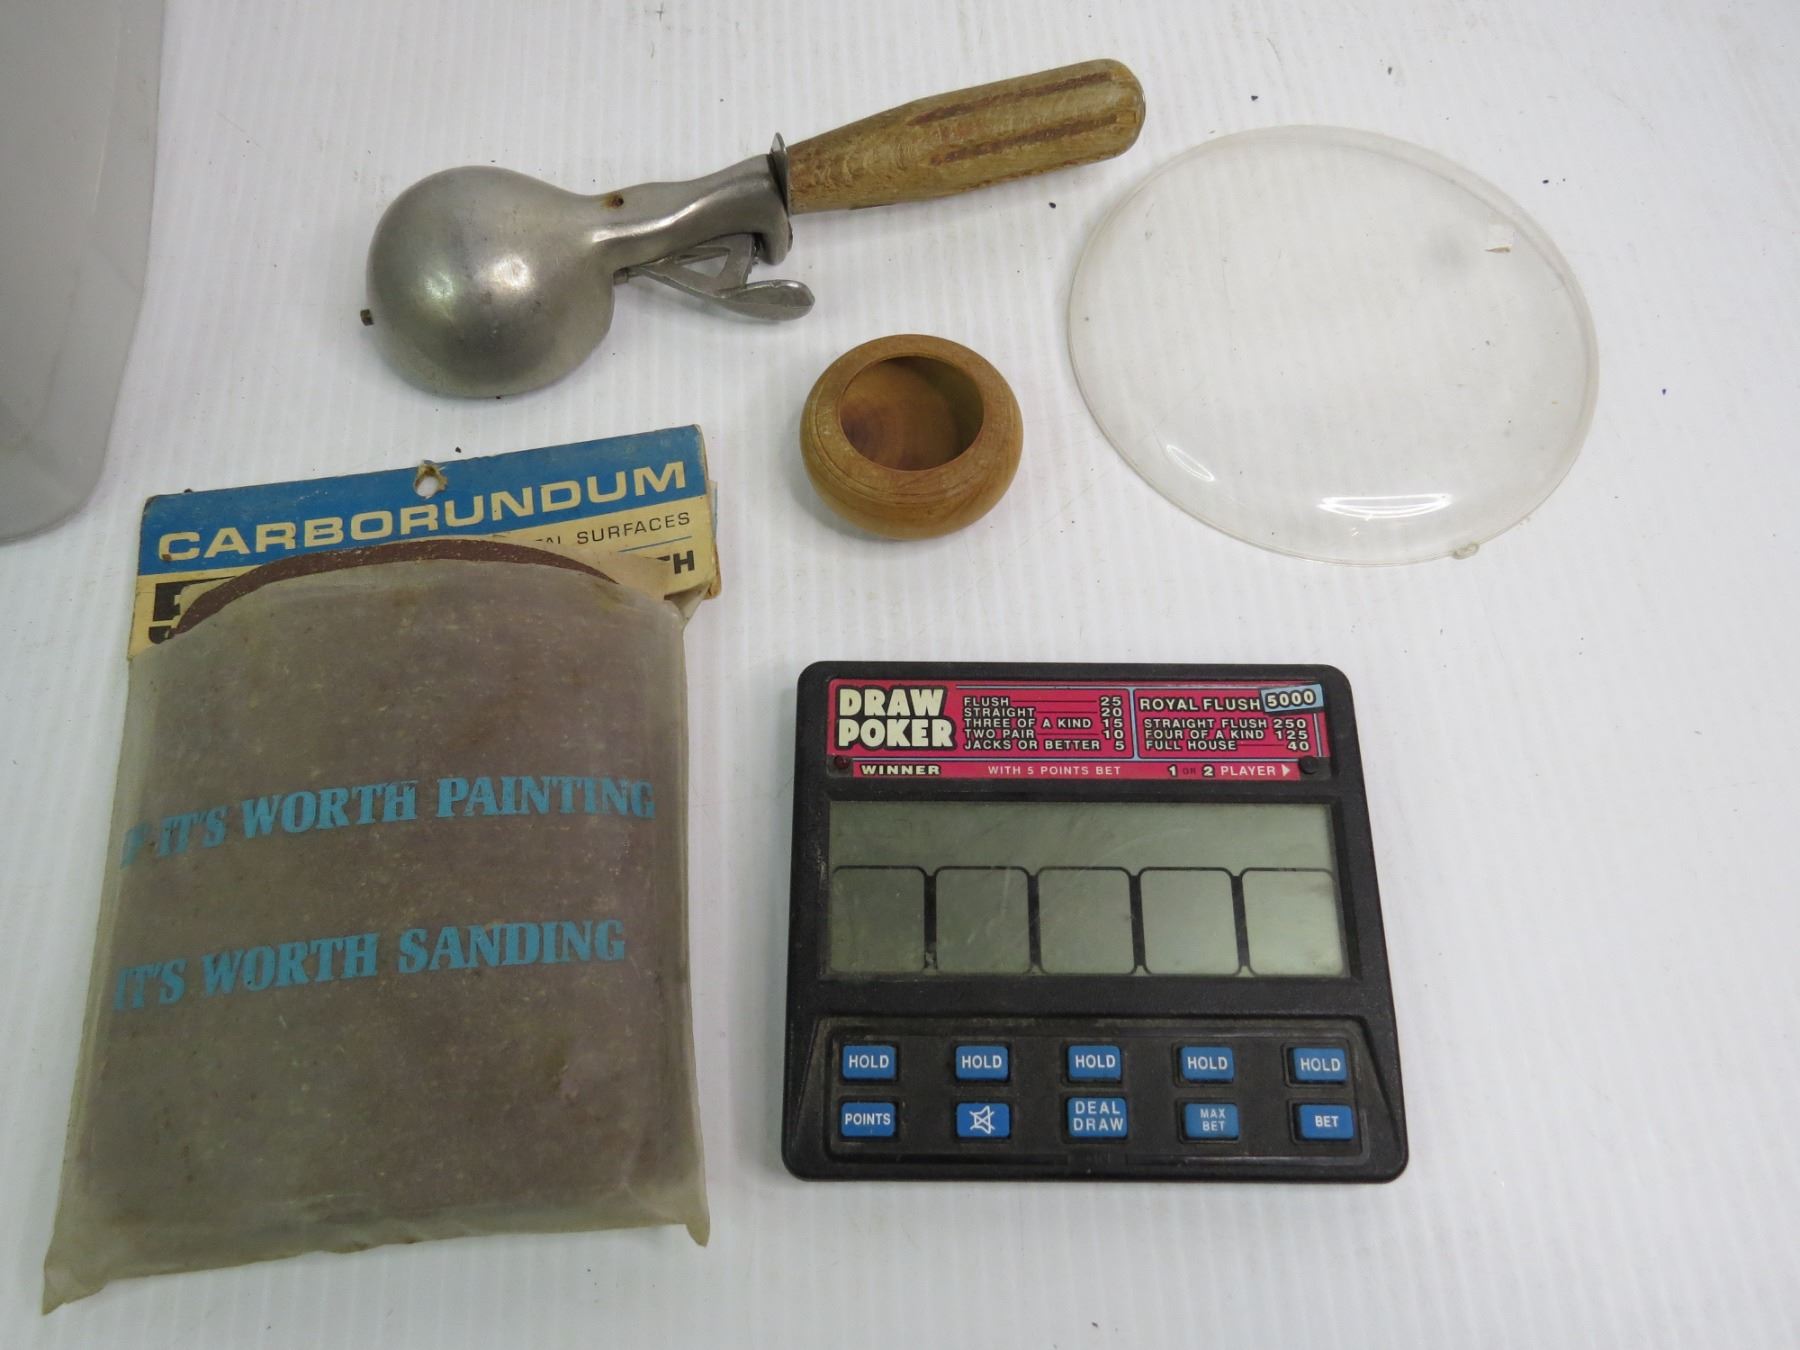 CARBORUNDUM
SURFACES
IT'S WORTH PAINTING
IT'S WORTH SANDING
DRAW
POKER
FLUSH 25
STRAIGHT 20
THREE OF A KIND 15
TWO PAIR 10
JACKS OR BETTER 5
ROYAL FLUSH 5000
STRAIGHT FLUSH 250
FOUR OF A KIND 125
FULL HOUSE 40
WINNER WITH 5 POINTS BET 1 OR 2 PLAYER
HOLD HOLD HOLD HOLD HOLD
POINTS
DEAL
DRAW
MAX
BET
BET